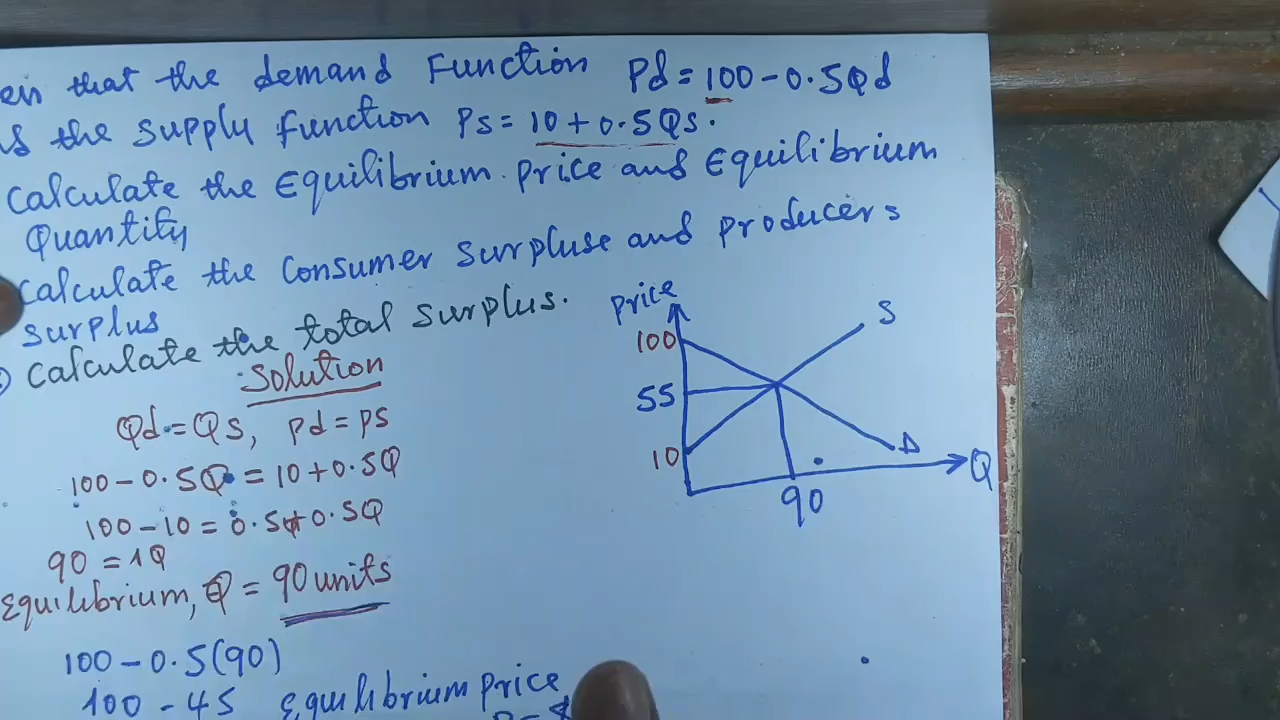 en that the demand Function Pd = 100 - 0.5Qd
the supply function Ps = 10 + 0.5Qs.
Calculate the Equilibrium price and Equilibrium
Quantity
Calculate the Consumer Surpluse and producers
surplus
Calculate the total surplus.
Solution
Qd = Qs, Pd = Ps
100 - 0.5Q = 10 + 0.5Q
100 - 10 = 0.5Q + 0.5Q
90 = 1Q
Equilibrium, Q = 90 units
100 - 0.5(90)
100 - 45 Equilibrium price
price
100
S
55
10
D
Q
90